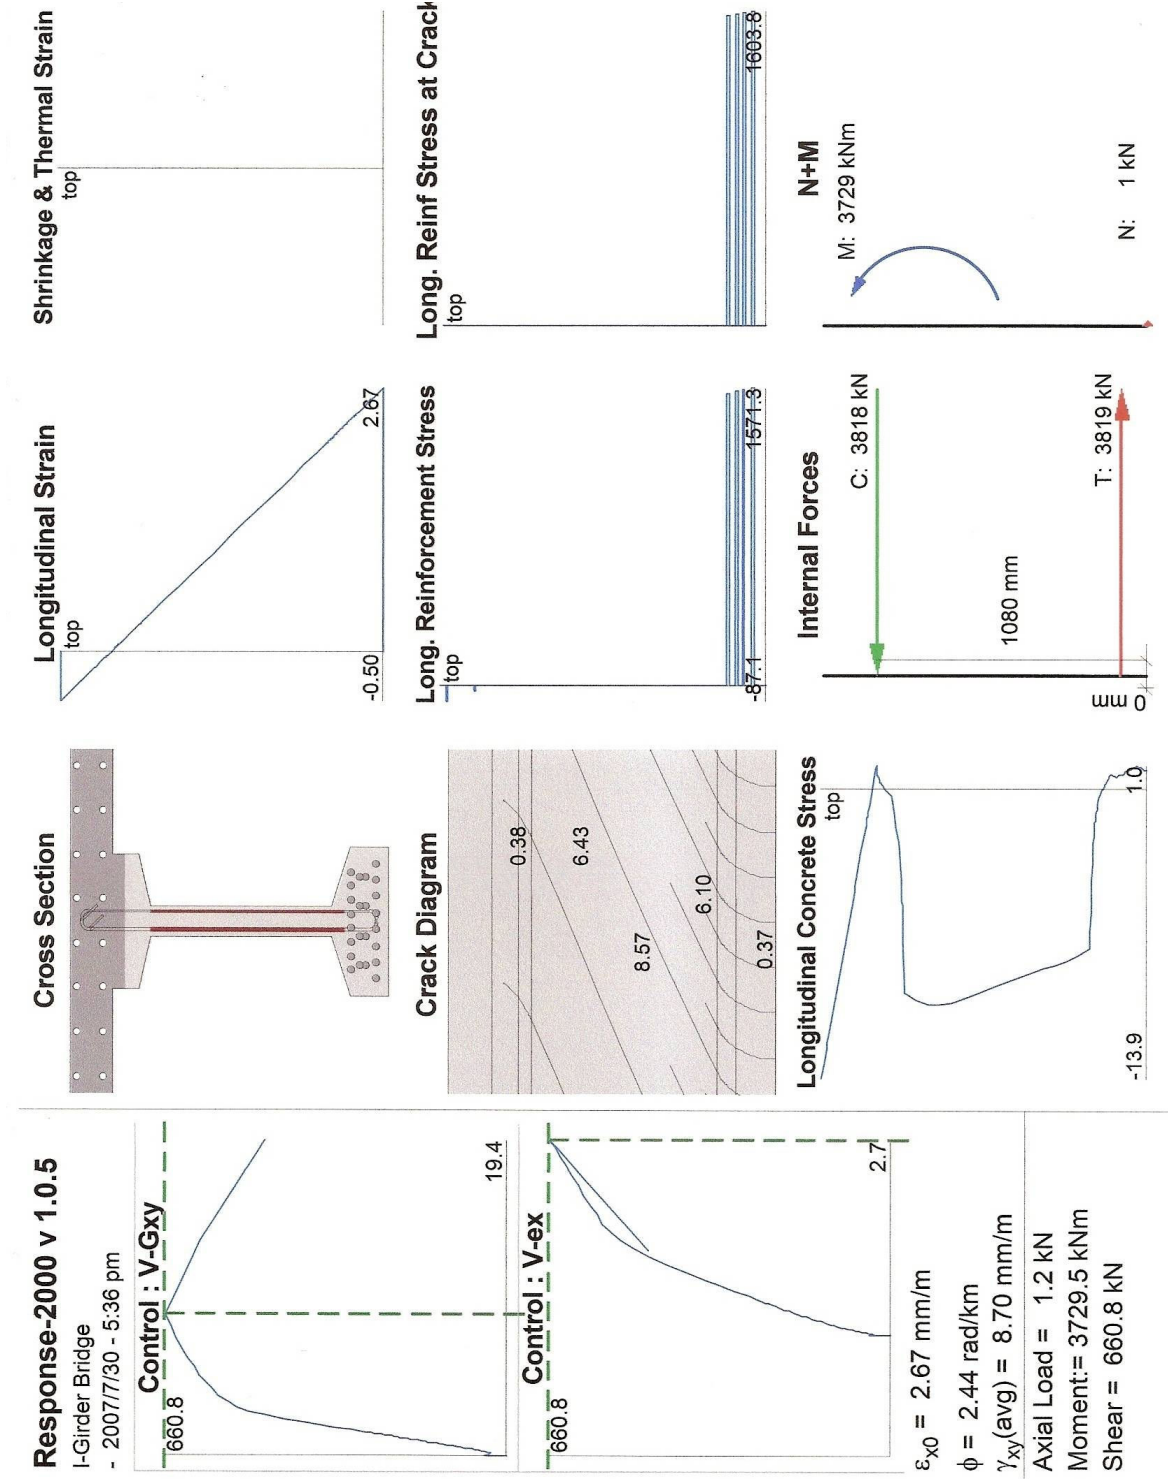 Response-2000 v 1.0.5
I-Girder Bridge
- 2007/7/30 - 5:36 pm
Control : V-Gxy
660.8
19.4
Control : V-ex
660.8
2.7
εx0 = 2.67 mm/m
ϕ = 2.44 rad/km
γxy(avg) = 8.70 mm/m
Axial Load = 1.2 kN
Moment:= 3729.5 kNm
Shear = 660.8 kN
Cross Section
Crack Diagram
0.38
6.43
8.57
6.10
0.37
Longitudinal Concrete Stress
top
-13.9
1.0
Longitudinal Strain
top
-0.50
2.67
Long. Reinforcement Stress
top
-87.1
1571.3
Internal Forces
C: 3818 kN
1080 mm
0 mm
T: 3819 kN
Shrinkage & Thermal Strain
top
Long. Reinf Stress at Crack
top
1603.8
N+M
M: 3729 kNm
N: 1 kN